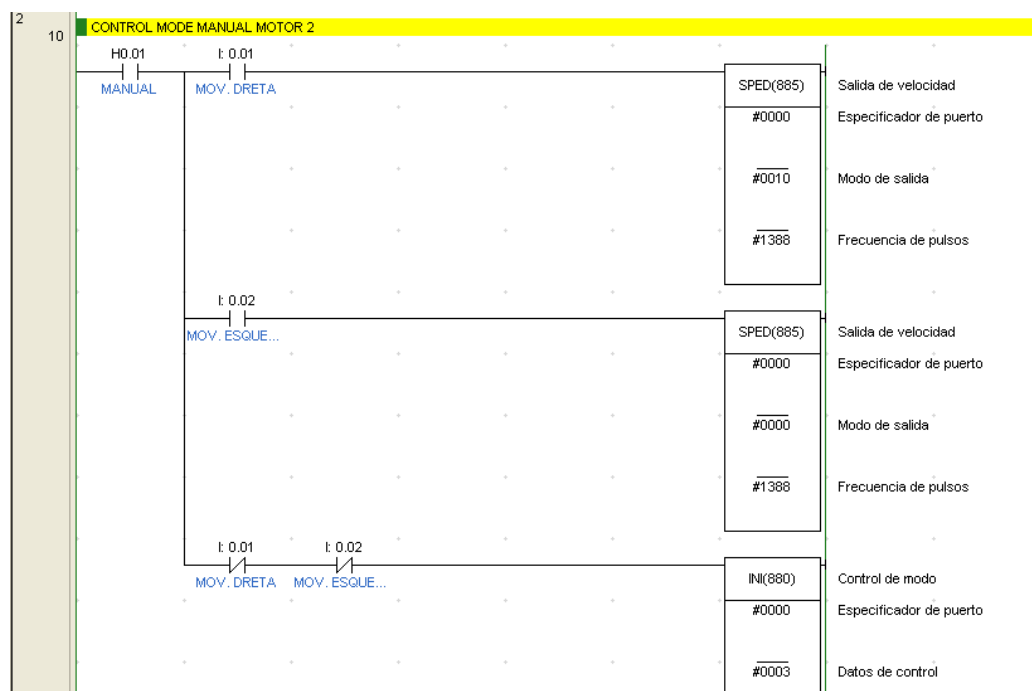 2
10
CONTROL MODE MANUAL MOTOR 2
H0.01
I: 0.01
MANUAL
MOV. DRETA
SPED(885)
Salida de velocidad
#0000
Especificador de puerto
#0010
Modo de salida
#1388
Frecuencia de pulsos
I: 0.02
MOV. ESQUE...
SPED(885)
Salida de velocidad
#0000
Especificador de puerto
#0000
Modo de salida
#1388
Frecuencia de pulsos
I: 0.01
I: 0.02
MOV. DRETA
MOV. ESQUE...
INI(880)
Control de modo
#0000
Especificador de puerto
#0003
Datos de control